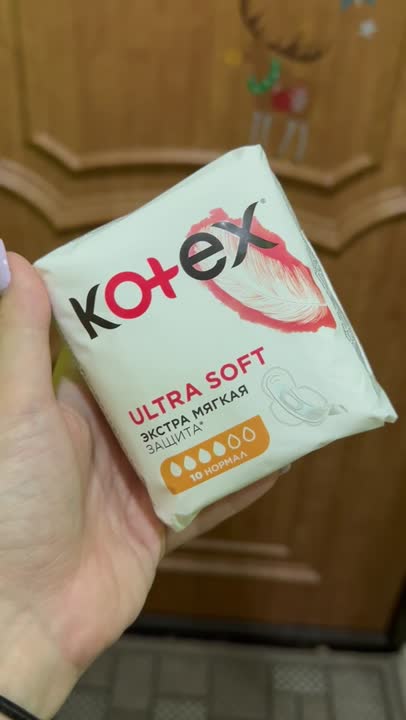 Kotex®
ULTRA SOFT
ЭКСТРА МЯГКАЯ
ЗАЩИТА*
10 НОРМАЛ